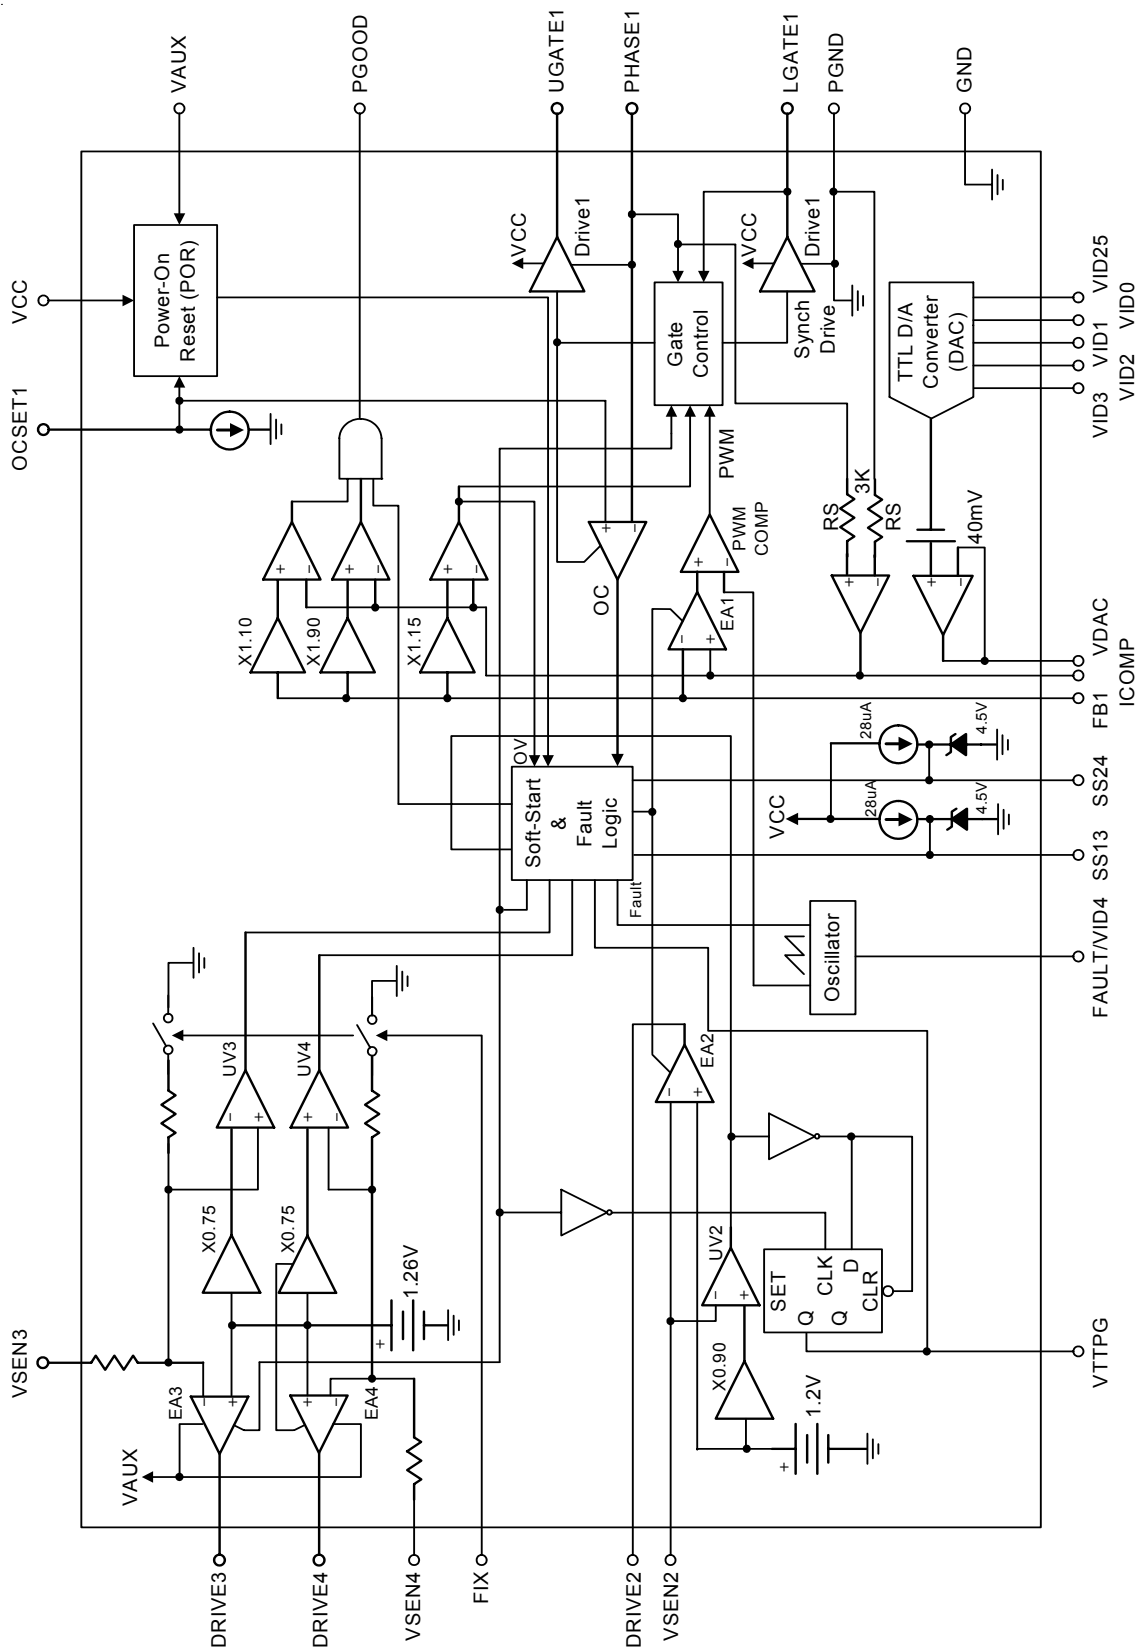 VCC
OCSET1
VSEN3
VAUX
PGOOD
UGATE1
PHASE1
LGATE1
PGND
GND
Power-On
Reset (POR)
VCC
Drive1
Gate
Control
VCC
Drive1
Synch
Drive
TTL D/A
Converter
(DAC)
VID25
VID0
VID1
VID2
VID3
PWM
PWM
COMP
RS
3K
RS
40mV
+
-
+
-
+
-
+
-
+
-
+
-
+
-
-
+
X1.10
X1.90
X1.15
OC
EA1
VDAC
ICOMP
FB1
OV
Soft-Start
&
Fault
Logic
Fault
28uA
4.5V
28uA
4.5V
VCC
SS24
SS13
Oscillator
FAULT/VID4
UV3
-
+
UV4
+
-
X0.75
X0.75
1.26V
+
EA3
-
+
EA4
+
-
VAUX
EA2
-
+
UV2
-
+
X0.90
1.2V
+
SET
Q
CLK
Q
D
CLR
VTTPG
DRIVE3
DRIVE4
VSEN4
FIX
DRIVE2
VSEN2